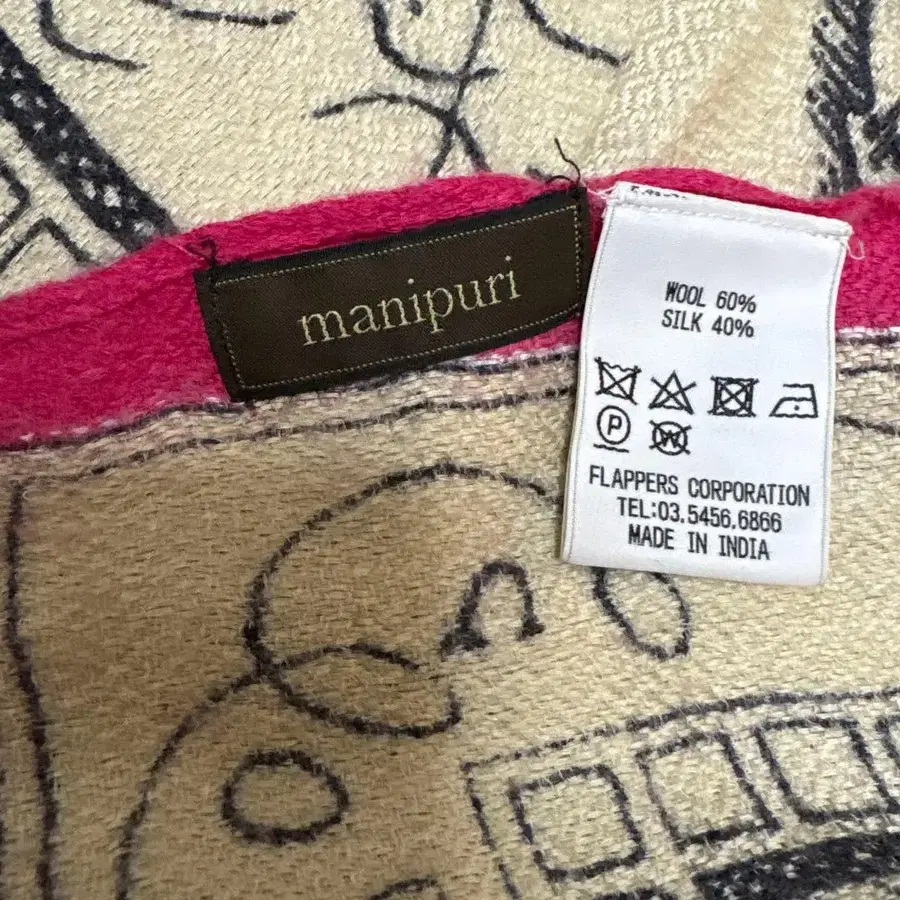 manipuri
WOOL 60%
SILK 40%
P
W
FLAPPERS CORPORATION
TEL:03.5456.6866
MADE IN INDIA